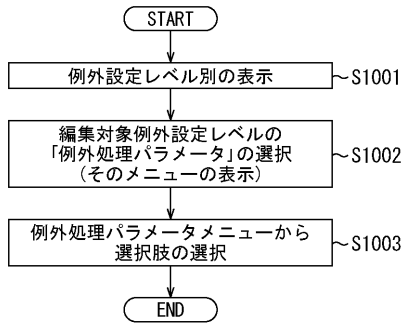 START
例外設定レベル別の表示
~S1001
編集対象例外設定レベルの
「例外処理パラメータ」の選択
(そのメニューの表示)
~S1002
例外処理パラメータメニューから
選択肢の選択
~S1003
END